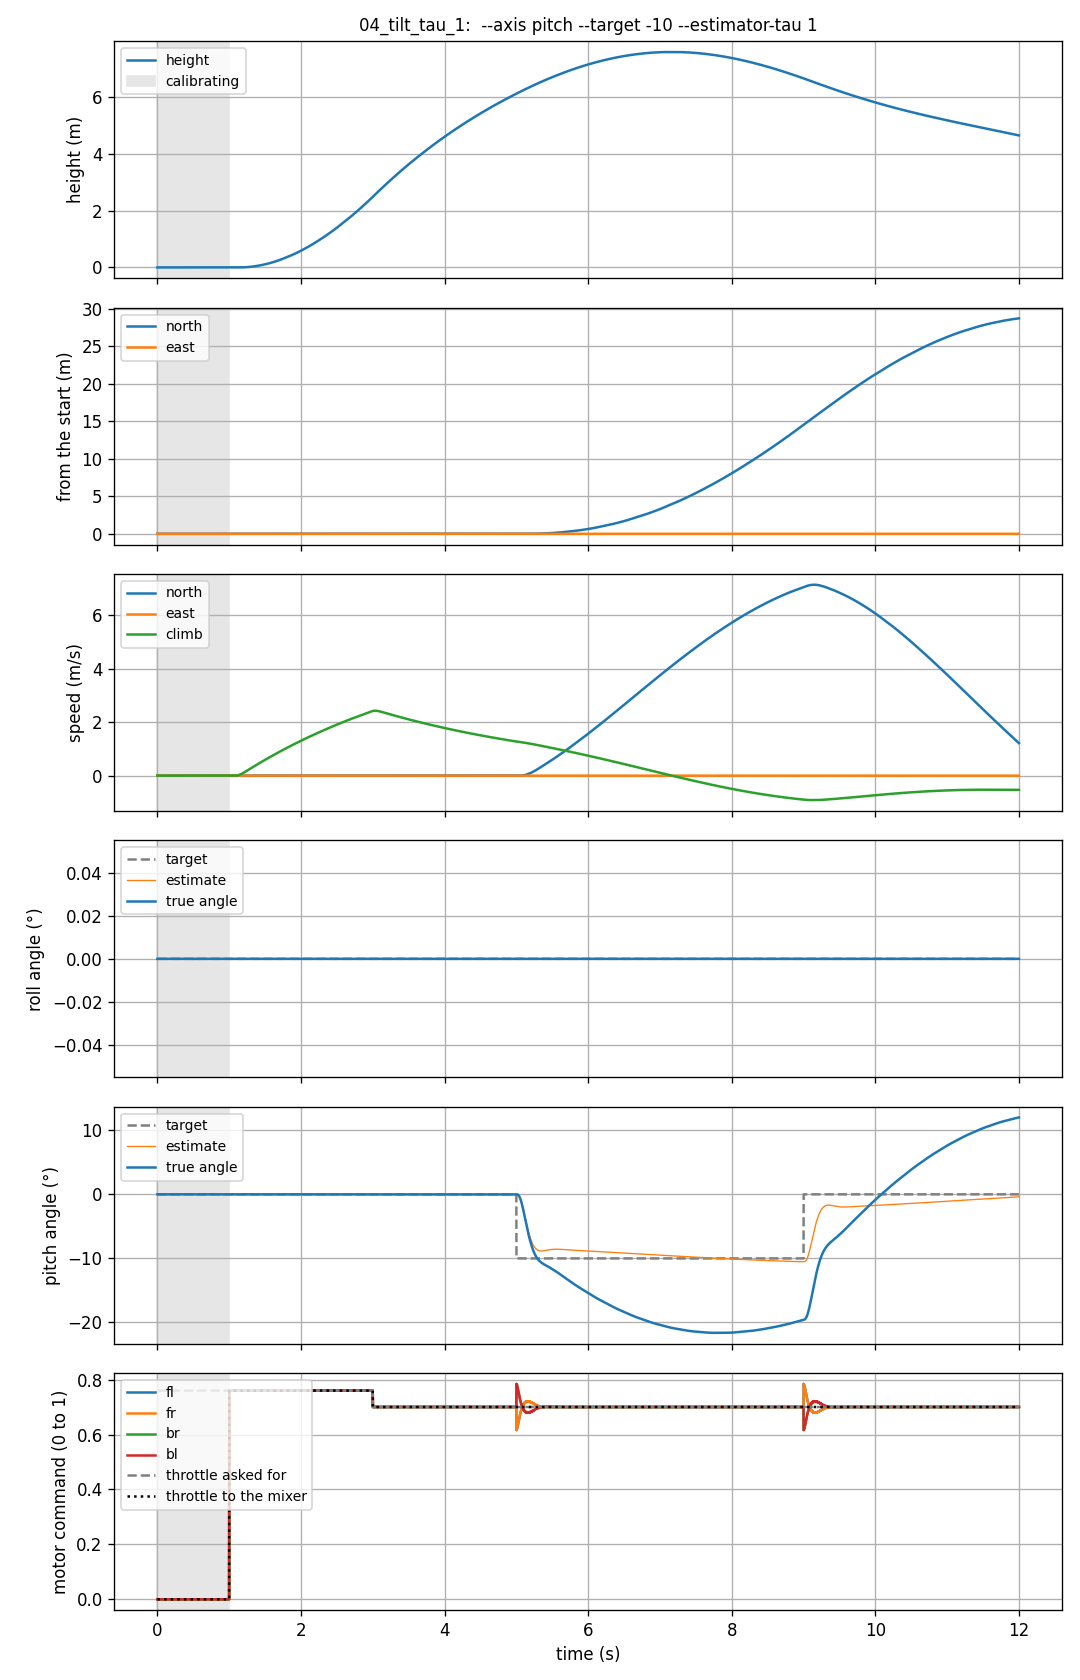 04_tilt_tau_1:  --axis pitch --target -10 --estimator-tau 1
height (m)
6
4
2
0
height
calibrating
from the start (m)
30
25
20
15
10
5
0
north
east
speed (m/s)
6
4
2
0
north
east
climb
roll angle (°)
0.04
0.02
0.00
−0.02
−0.04
target
estimate
true angle
pitch angle (°)
10
0
−10
−20
target
estimate
true angle
motor command (0 to 1)
0.8
0.6
0.4
0.2
0.0
fl
fr
br
bl
throttle asked for
throttle to the mixer
0 2 4 6 8 10 12
time (s)